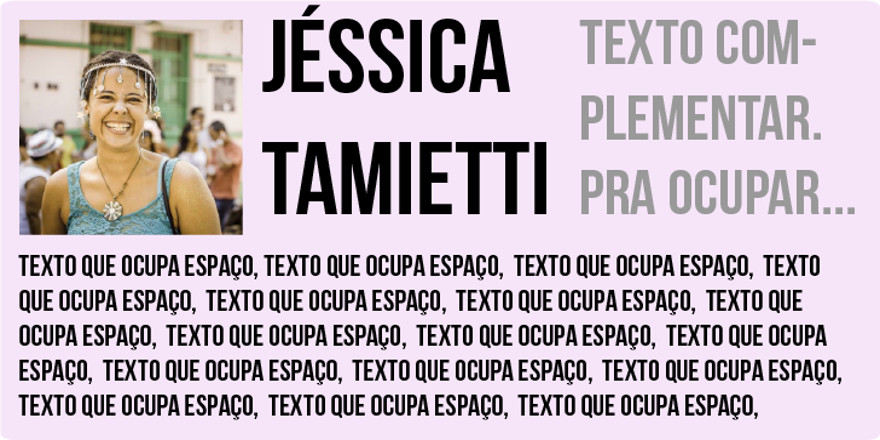 JÉSSICA
TAMIETTI
TEXTO COM-
PLEMENTAR.
PRA OCUPAR...
TEXTO QUE OCUPA ESPAÇO, TEXTO QUE OCUPA ESPAÇO, TEXTO QUE OCUPA ESPAÇO, TEXTO
QUE OCUPA ESPAÇO, TEXTO QUE OCUPA ESPAÇO, TEXTO QUE OCUPA ESPAÇO, TEXTO QUE
OCUPA ESPAÇO, TEXTO QUE OCUPA ESPAÇO, TEXTO QUE OCUPA ESPAÇO, TEXTO QUE OCUPA
ESPAÇO, TEXTO QUE OCUPA ESPAÇO, TEXTO QUE OCUPA ESPAÇO, TEXTO QUE OCUPA ESPAÇO,
TEXTO QUE OCUPA ESPAÇO, TEXTO QUE OCUPA ESPAÇO, TEXTO QUE OCUPA ESPAÇO,